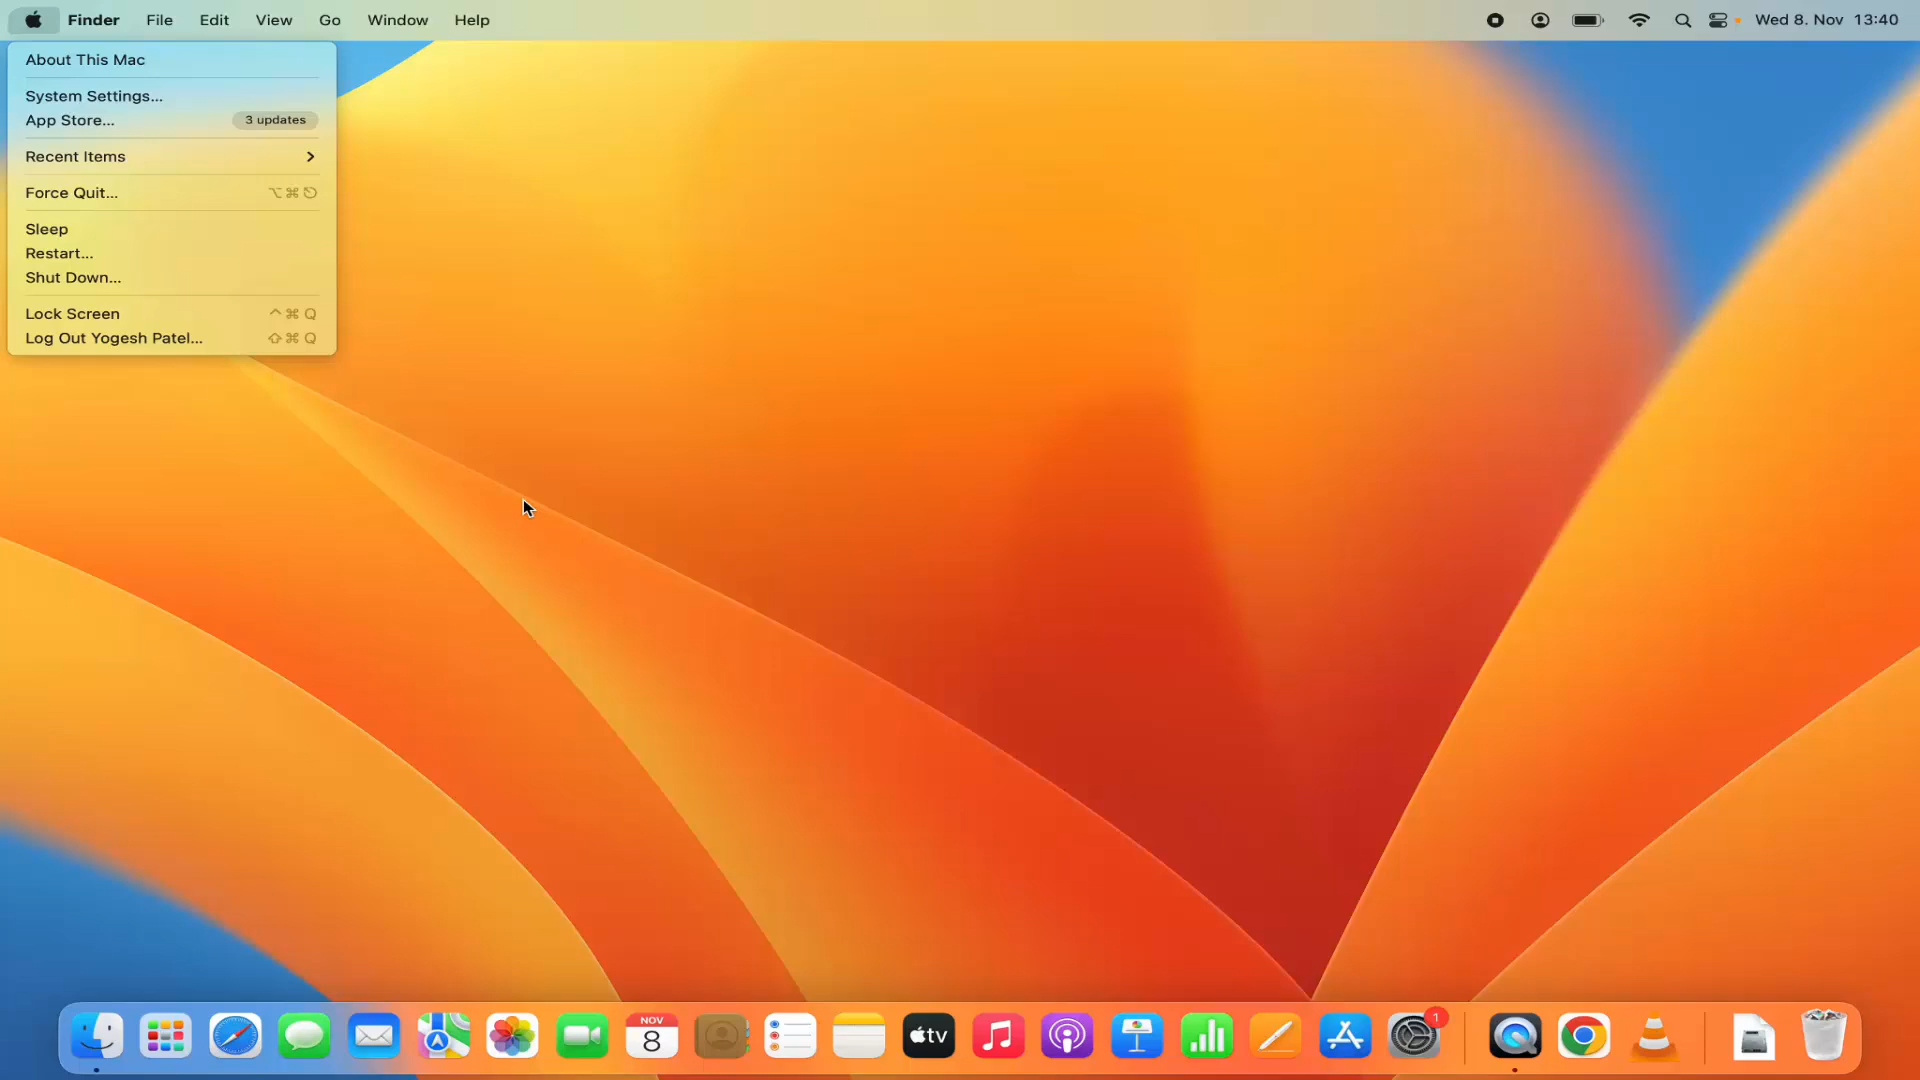 Finder File Edit View Go Window Help Wed 8. Nov 13:40
About This Mac
System Settings...
App Store... 3 updates
Recent Items
Force Quit... ⌥⌘⎋
Sleep
Restart...
Shut Down...
Lock Screen ^⌘Q
Log Out Yogesh Patel... ⇧⌘Q
NOV
8
tv
1